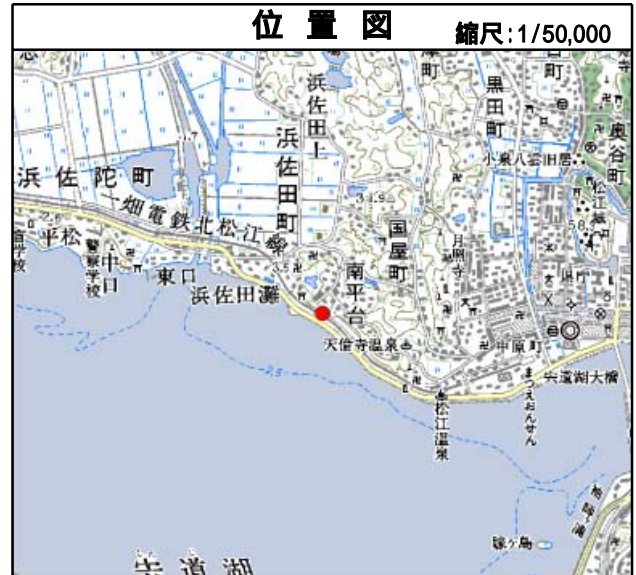 位置図
縮尺:1/50,000
浜佐田上
黒田町
奥谷町
浜佐田町
小泉八雲旧居
浜佐陀町
一畑電鉄北松江線
国屋町
月照寺
平松
中口
警察学校
東口
浜佐田灘
南平台
天倫寺温泉
中原町
宍道湖大橋
まつえおんせん
松江温泉
嫁ヶ島
宍道湖